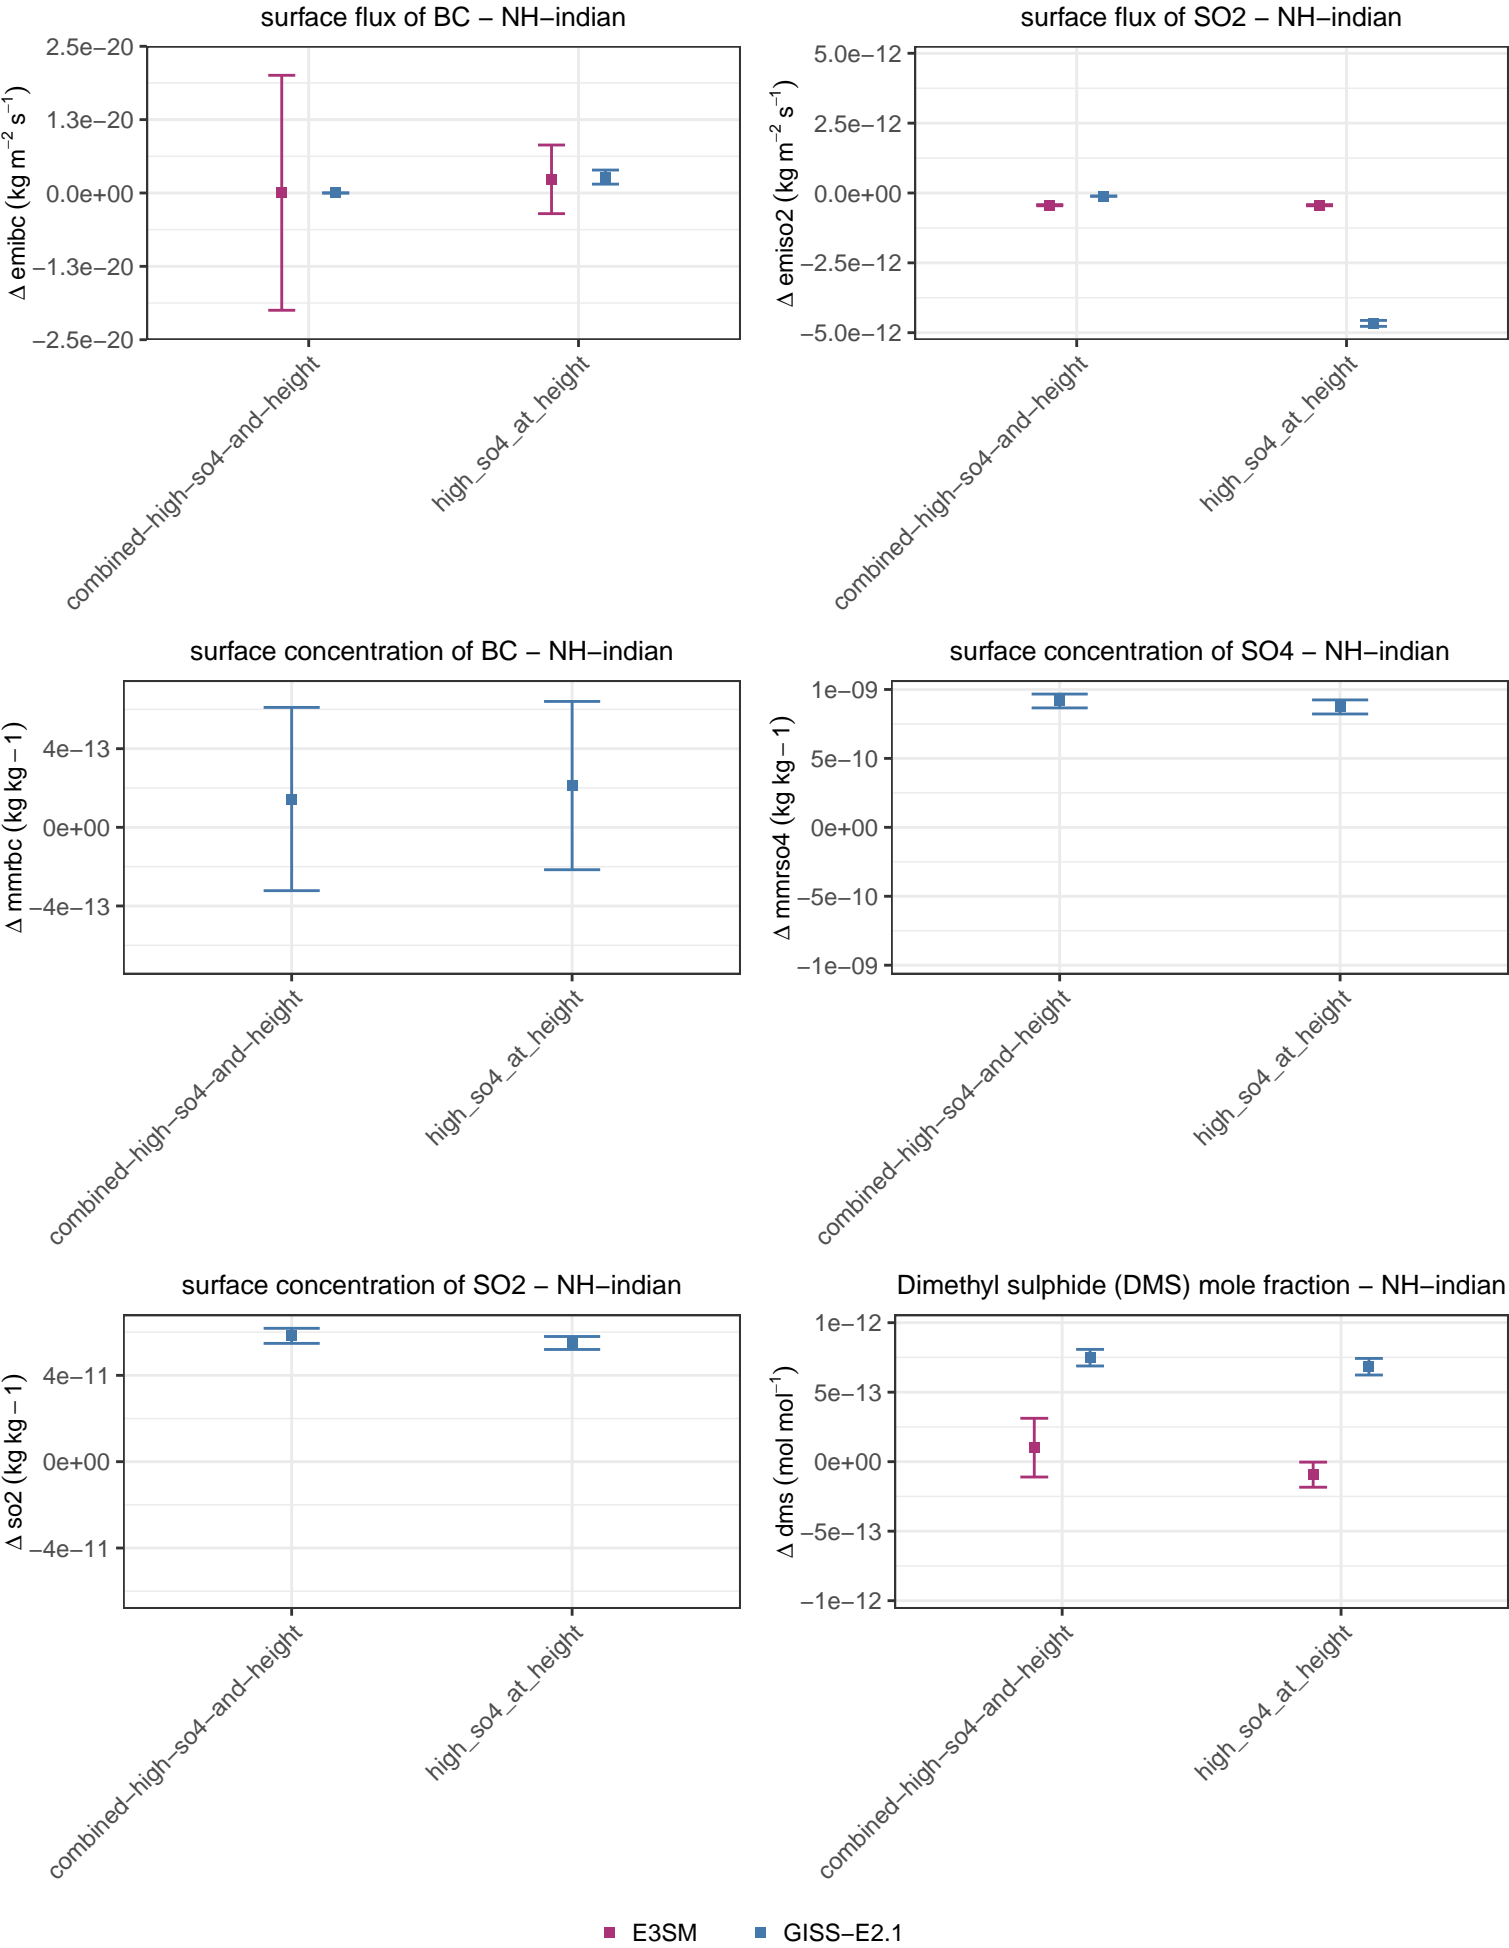 surface flux of BC − NH−indian
Δ emibc (kg m⁻² s⁻¹)
2.5e−20
1.3e−20
0.0e+00
−1.3e−20
−2.5e−20
combined−high−so4−and−height
high_so4_at_height
surface flux of SO2 − NH−indian
Δ emiso2 (kg m⁻² s⁻¹)
5.0e−12
2.5e−12
0.0e+00
−2.5e−12
−5.0e−12
combined−high−so4−and−height
high_so4_at_height
surface concentration of BC − NH−indian
Δ mmrbc (kg kg − 1)
4e−13
0e+00
−4e−13
combined−high−so4−and−height
high_so4_at_height
surface concentration of SO4 − NH−indian
Δ mmrso4 (kg kg − 1)
1e−09
5e−10
0e+00
−5e−10
−1e−09
combined−high−so4−and−height
high_so4_at_height
surface concentration of SO2 − NH−indian
Δ so2 (kg kg − 1)
4e−11
0e+00
−4e−11
combined−high−so4−and−height
high_so4_at_height
Dimethyl sulphide (DMS) mole fraction − NH−indian
Δ dms (mol mol⁻¹)
1e−12
5e−13
0e+00
−5e−13
−1e−12
combined−high−so4−and−height
high_so4_at_height
E3SM
GISS−E2.1